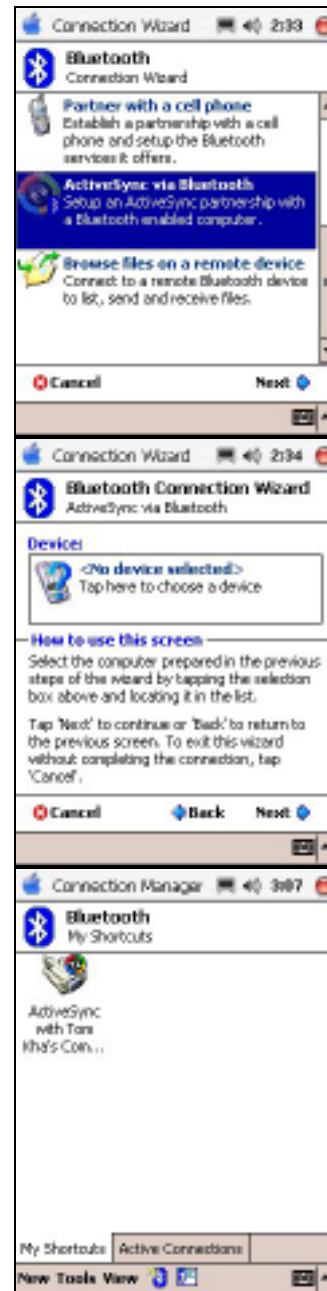 Connection Wizard 2:33
Bluetooth
Connection Wizard
Partner with a cell phone
Establish a partnership with a cell
phone and setup the Bluetooth
services it offers.
ActiveSync via Bluetooth
Setup an ActiveSync partnership with
a Bluetooth enabled computer.
Browse files on a remote device
Connect to a remote Bluetooth device
to list, send and receive files.
Cancel Next
Connection Wizard 2:34
Bluetooth Connection Wizard
ActiveSync via Bluetooth
Device:
<No device selected>
Tap here to choose a device
How to use this screen
Select the computer prepared in the previous
steps of the wizard by tapping the selection
box above and locating it in the list.
Tap 'Next' to continue or 'Back' to return to
the previous screen. To exit this wizard
without completing the connection, tap
'Cancel'.
Cancel Back Next
Connection Manager 3:07
Bluetooth
My Shortcuts
ActiveSync
with Tom
Kha's Com...
My Shortcuts Active Connections
New Tools View